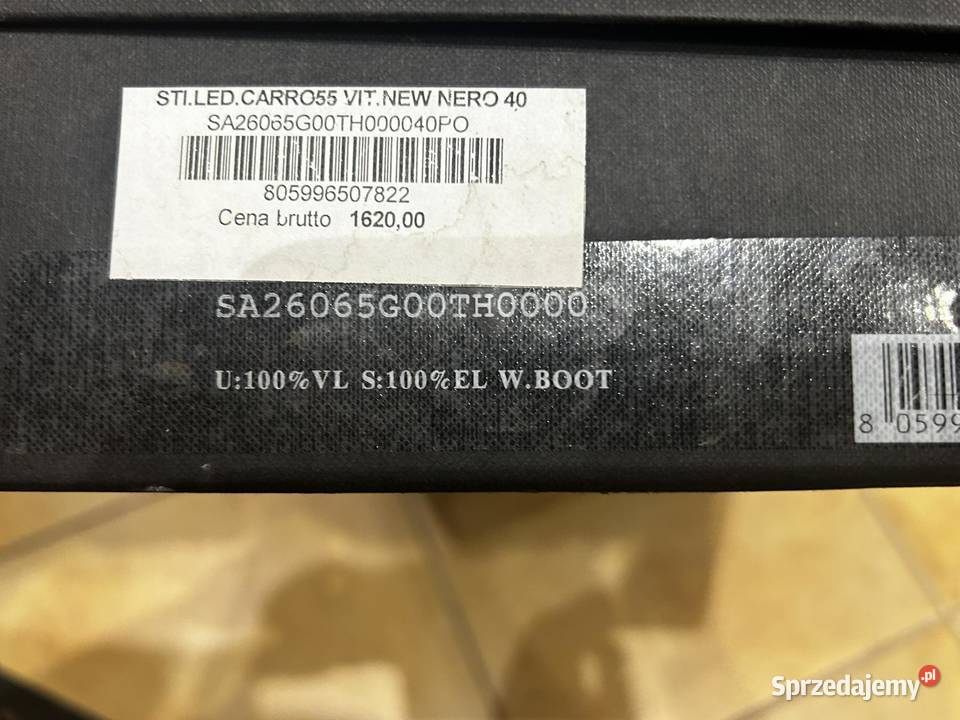 STI.LED.CARRO55 VIT.NEW NERO 40
SA26065G00TH000040PO
805996507822
Cena brutto 1620,00
SA26065G00TH0000
U:100%VL S:100%EL W.BOOT
8 0599
Sprzedajemy.pl